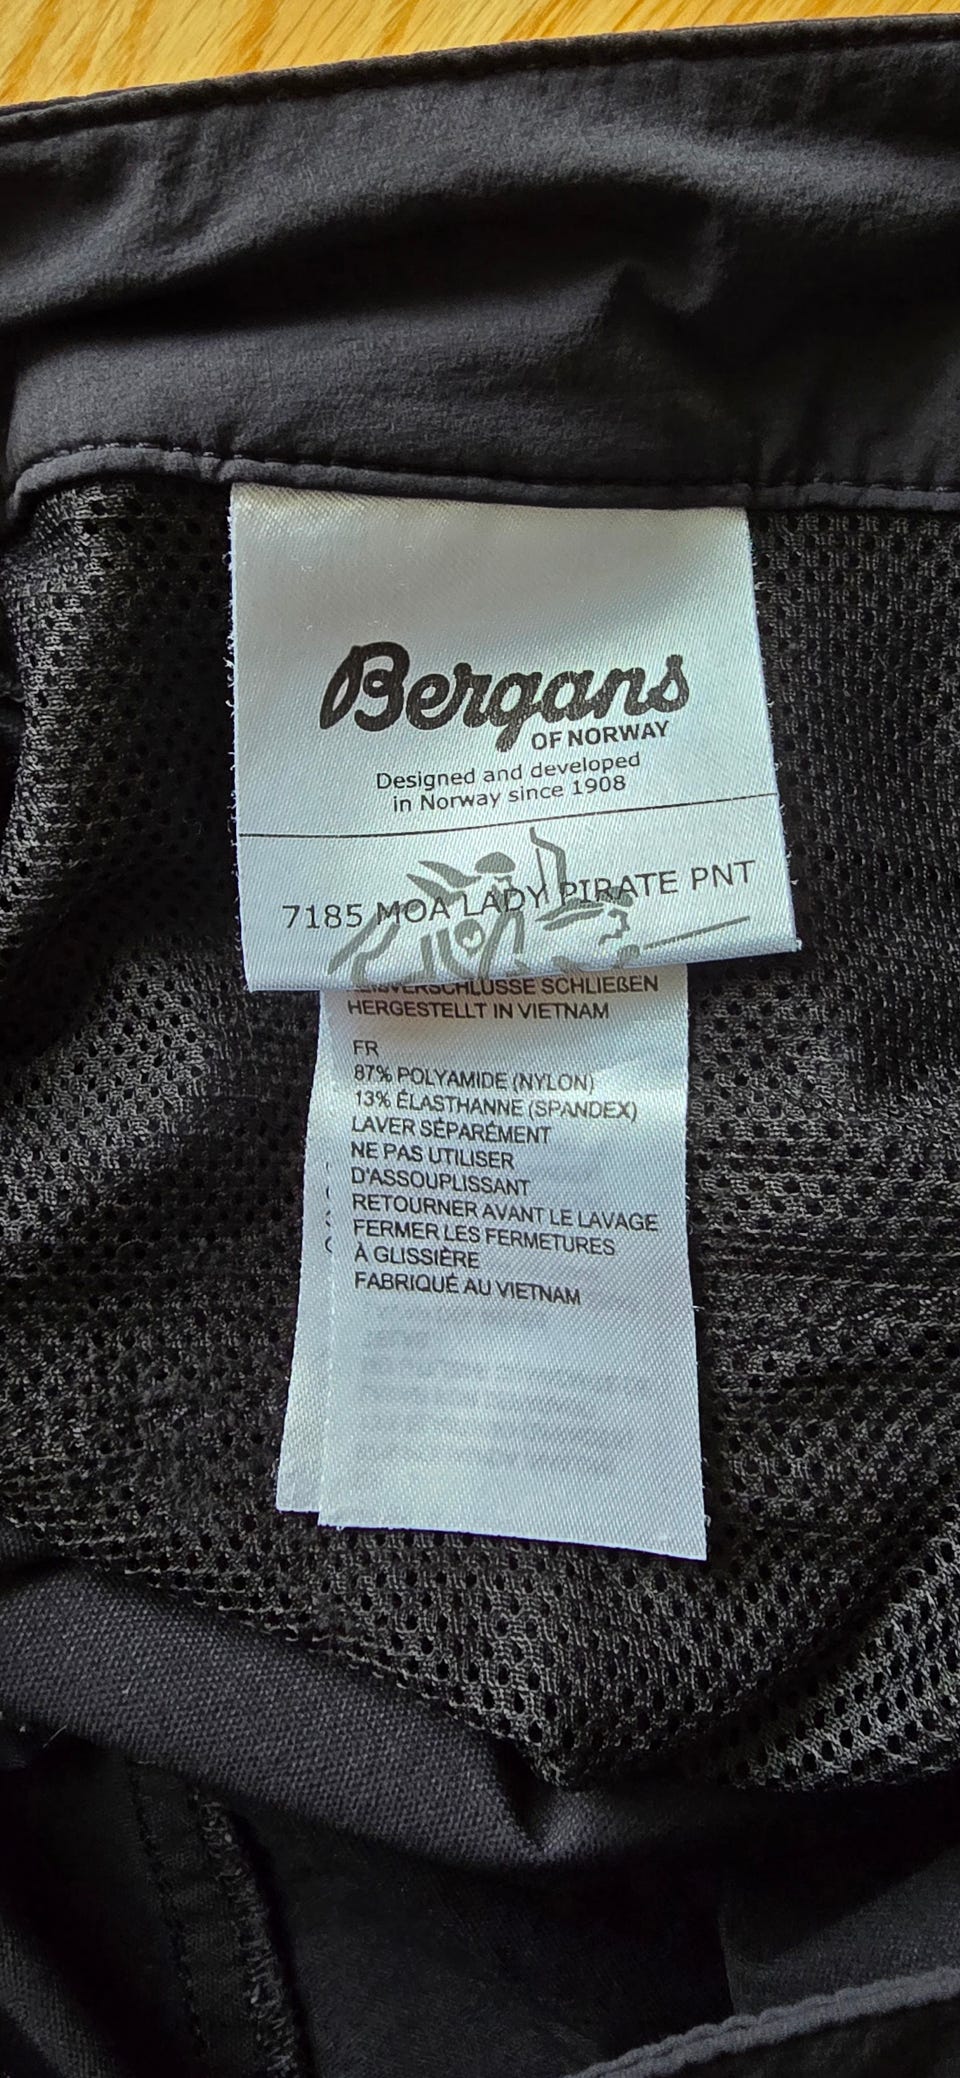 Bergans
OF NORWAY
Designed and developed
in Norway since 1908
7185 MOA LADY PIRATE PNT
SCHLIEßEN
HERGESTELLT IN VIETNAM
FR
87% POLYAMIDE (NYLON)
13% ÉLASTHANNE (SPANDEX)
LAVER SÉPARÉMENT
NE PAS UTILISER
D'ASSOUPLISSANT
RETOURNER AVANT LE LAVAGE
FERMER LES FERMETURES
À GLISSIÈRE
FABRIQUÉ AU VIETNAM